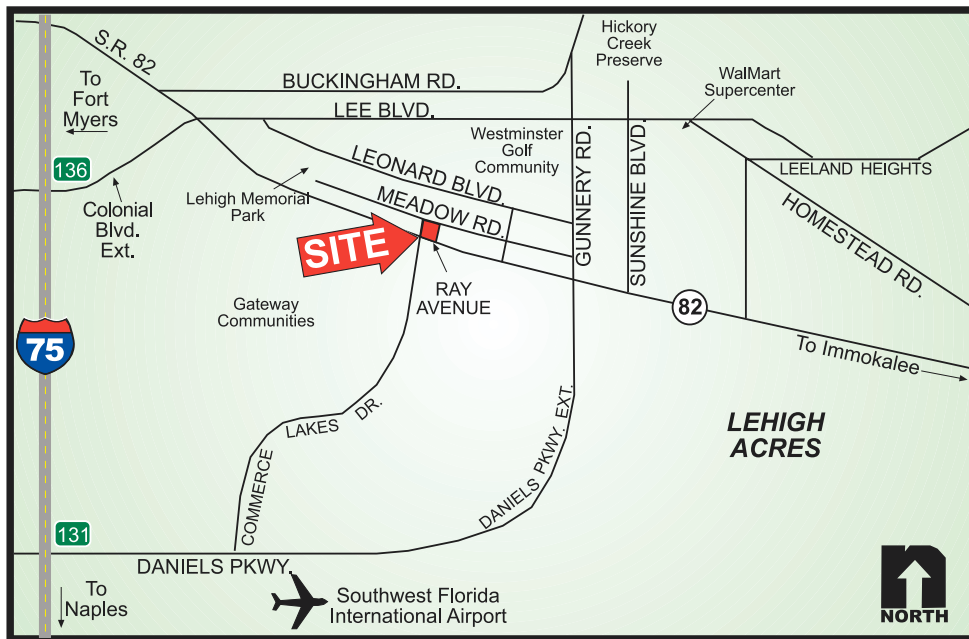 S.R. 82
To
Fort
Myers
136
Colonial
Blvd.
Ext.
BUCKINGHAM RD.
LEE BLVD.
Hickory
Creek
Preserve
WalMart
Supercenter
Westminster
Golf
Community
LEONARD BLVD.
MEADOW RD.
Lehigh Memorial
Park
GUNNERY RD.
SUNSHINE BLVD.
LEELAND HEIGHTS
HOMESTEAD RD.
SITE
RAY
AVENUE
Gateway
Communities
75
82
To Immokalee
LAKES DR.
COMMERCE
DANIELS PKWY. EXT.
LEHIGH
ACRES
131
DANIELS PKWY.
To
Naples
Southwest Florida
International Airport
n
NORTH